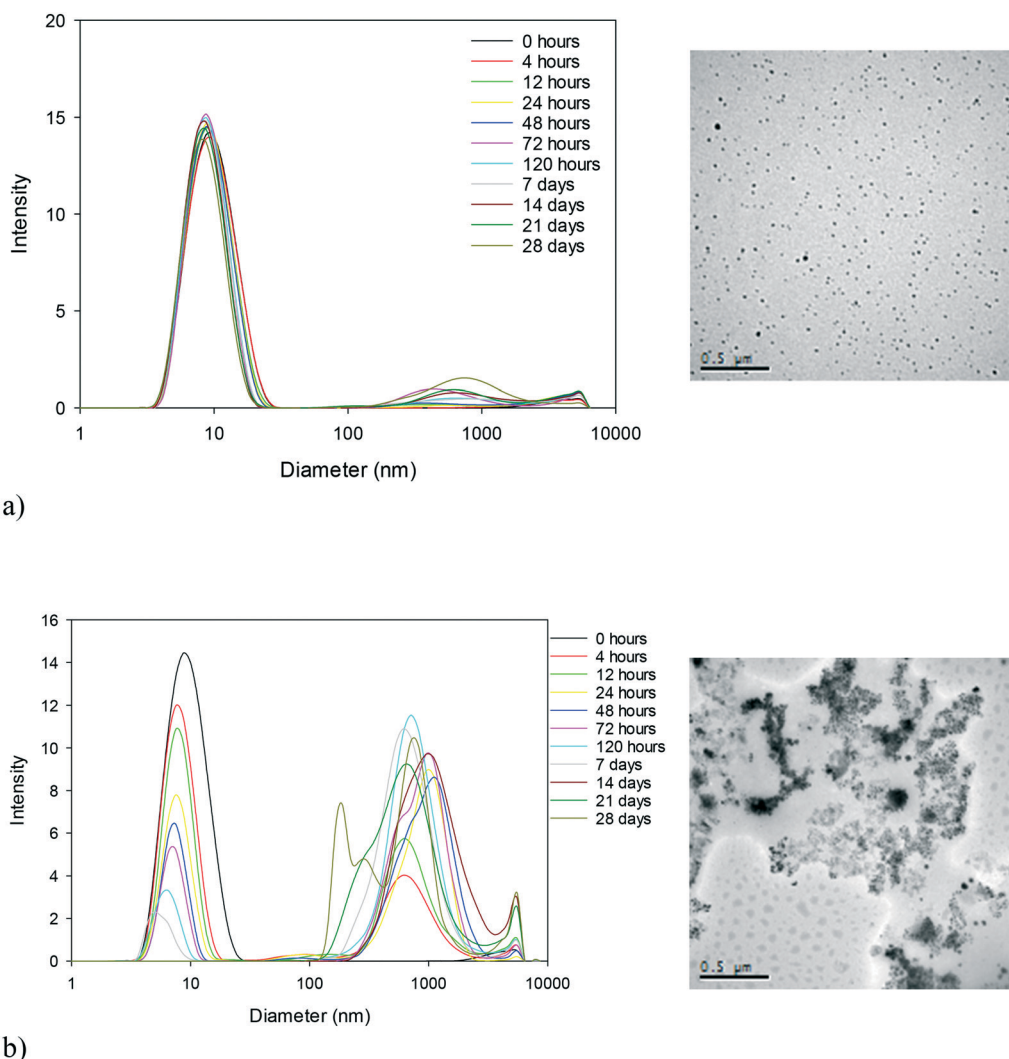 20
15
10
5
0
Intensity
1
10
100
1000
10000
Diameter (nm)
0 hours
4 hours
12 hours
24 hours
48 hours
72 hours
120 hours
7 days
14 days
21 days
28 days
0.5 µm
a)
16
14
12
10
8
6
4
2
0
Intensity
1
10
100
1000
10000
Diameter (nm)
0 hours
4 hours
12 hours
24 hours
48 hours
72 hours
120 hours
7 days
14 days
21 days
28 days
0.5 µm
b)